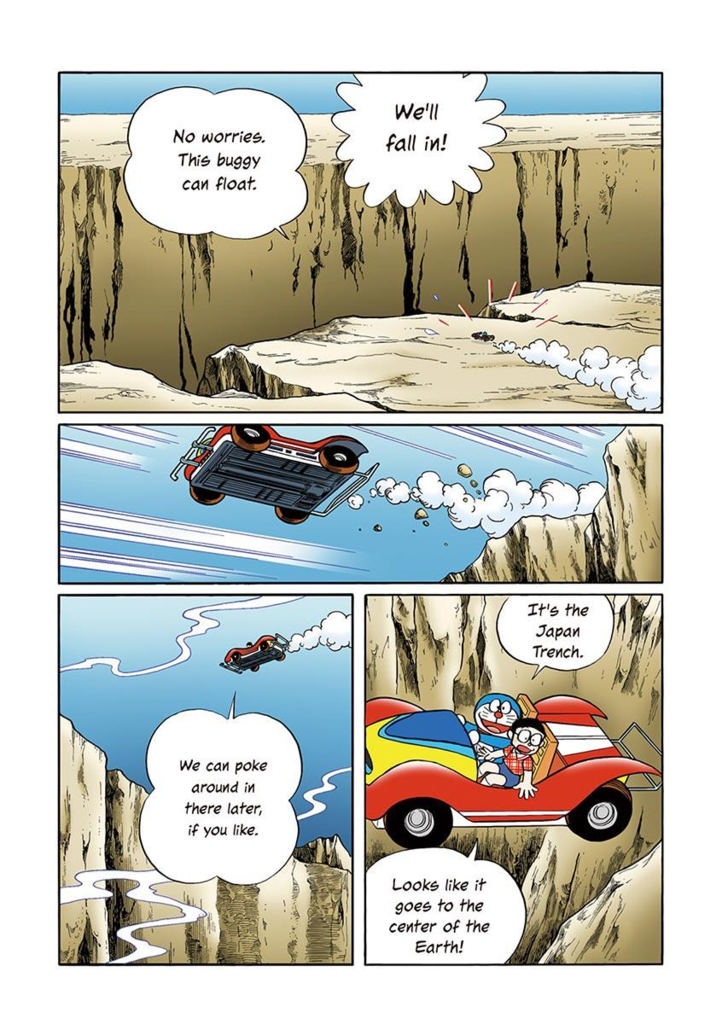 We'll
fall in!
No worries.
This buggy
can float.
It's the
Japan
Trench.
Looks like it
goes to the
center of the
Earth!
We can poke
around in
there later,
if you like.